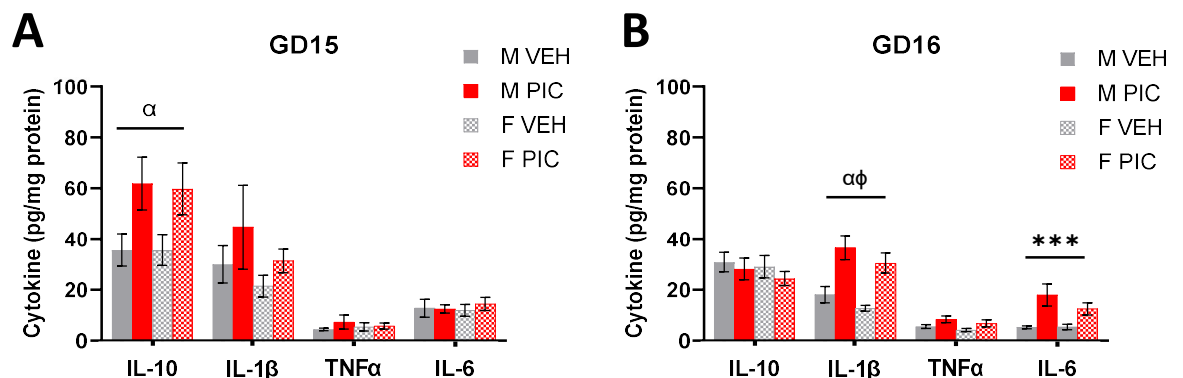 A
GD15
M VEH
M PIC
F VEH
F PIC
Cytokine (pg/mg protein)
100
80
60
40
20
0
α
IL-10
IL-1β
TNFα
IL-6
B
GD16
M VEH
M PIC
F VEH
F PIC
Cytokine (pg/mg protein)
100
80
60
40
20
0
αϕ
***
IL-10
IL-1β
TNFα
IL-6